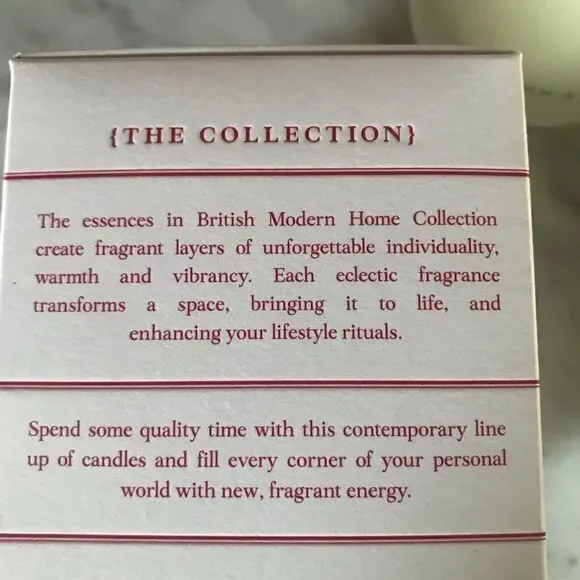 {THE COLLECTION}
The essences in British Modern Home Collection
create fragrant layers of unforgettable individuality,
warmth and vibrancy. Each eclectic fragrance
transforms a space, bringing it to life, and
enhancing your lifestyle rituals.
Spend some quality time with this contemporary line
up of candles and fill every corner of your personal
world with new, fragrant energy.